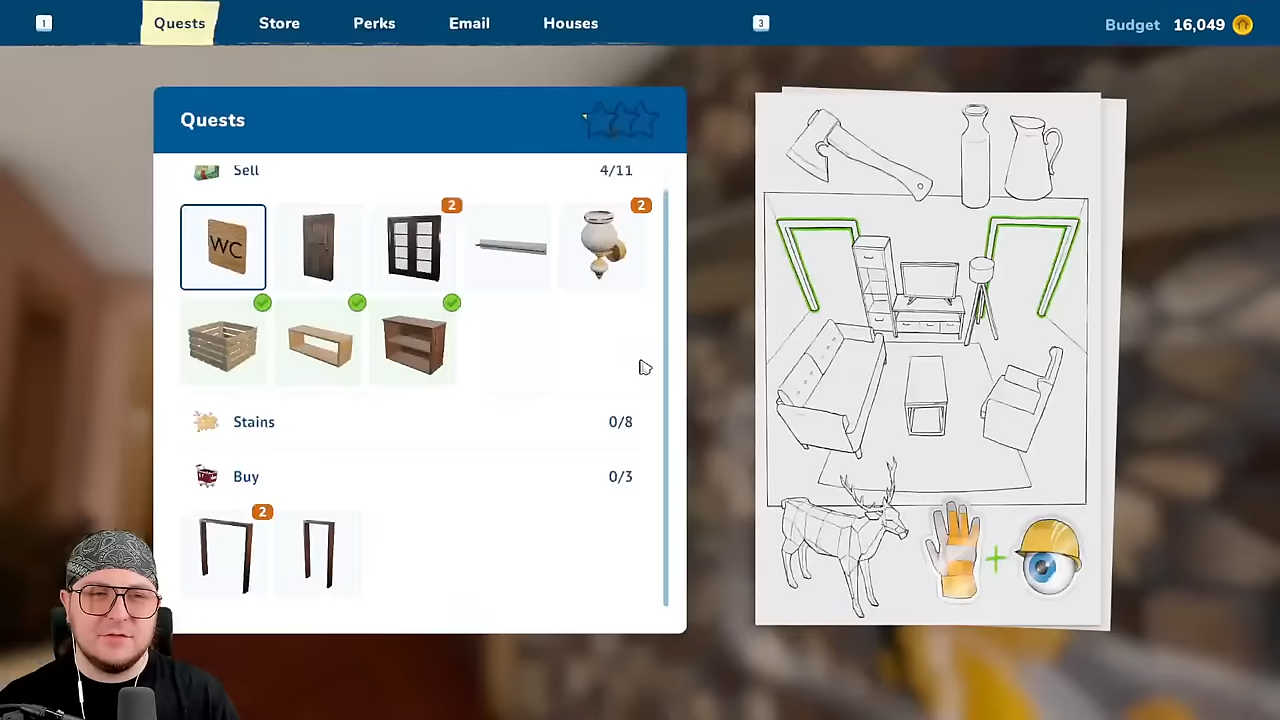 1 Quests Store Perks Email Houses 3 Budget 16,049
Quests
Sell 4/11
2 2
WC
Stains 0/8
Buy 0/3
2